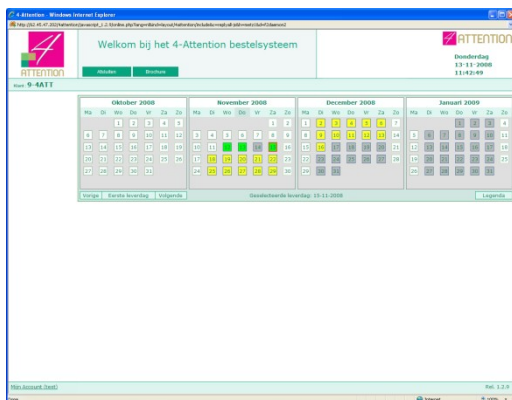 4-Attention - Windows Internet Explorer
4
ATTENTION
Welkom bij het 4-Attention bestelsysteem
Afsluiten Brochure
4 ATTENTION
Donderdag
13-11-2008
11:42:49
Klant: 9-4ATT
Oktober 2008 November 2008 December 2008 Januari 2009
Ma Di Wo Do Vr Za Zo Ma Di Wo Do Vr Za Zo Ma Di Wo Do Vr Za Zo Ma Di Wo Do Vr Za Zo
1 2 3 4 5 1 2 1 2 3 4 5 6 7 1 2 3 4
6 7 8 9 10 11 12 3 4 5 6 7 8 9 8 9 10 11 12 13 14 5 6 7 8 9 10 11
13 14 15 16 17 18 19 10 11 12 13 14 15 16 15 16 17 18 19 20 21 12 13 14 15 16 17 18
20 21 22 23 24 25 26 17 18 19 20 21 22 23 22 23 24 25 26 27 28 19 20 21 22 23 24 25
27 28 29 30 31 24 25 26 27 28 29 30 29 30 31 26 27 28 29 30 31
Vorige Eerste leverdag Volgende Geselecteerde leverdag: 13-11-2008 Legenda
Mijn Account (test) Rel. 1.2.9
Done Internet 100%